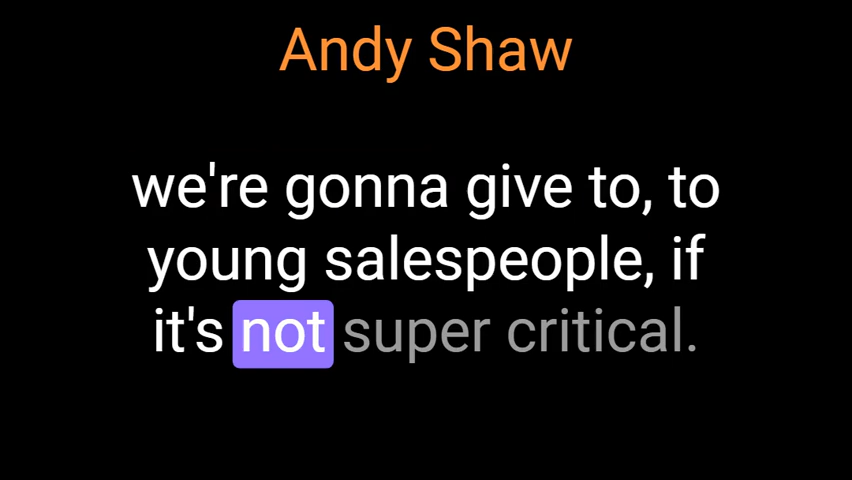 Andy Shaw
we're gonna give to, to
young salespeople, if
it's not super critical.